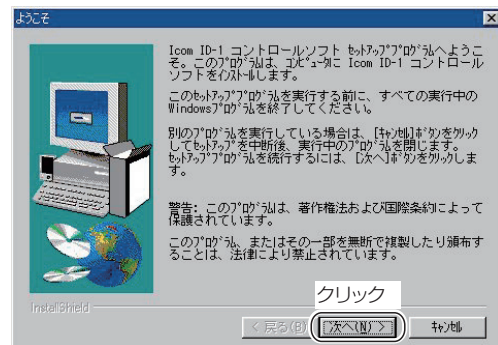 ようこそ
Icom ID-1 コントロールソフト ｾｯﾄｱｯﾌﾟﾌﾟﾛｸﾞﾗﾑへようこ
そ。このﾌﾟﾛｸﾞﾗﾑは、ｺﾝﾋﾟｭｰﾀに Icom ID-1 コントロール
ソフトをｲﾝｽﾄｰﾙします。
このｾｯﾄｱｯﾌﾟﾌﾟﾛｸﾞﾗﾑを実行する前に、すべての実行中の
Windowsﾌﾟﾛｸﾞﾗﾑを終了してください。
別のﾌﾟﾛｸﾞﾗﾑを実行している場合は、[ｷｬﾝｾﾙ]ﾎﾞﾀﾝをｸﾘｯｸ
してｾｯﾄｱｯﾌﾟを中断後、実行中のﾌﾟﾛｸﾞﾗﾑを閉じます。
ｾｯﾄｱｯﾌﾟﾌﾟﾛｸﾞﾗﾑを続行するには、[次へ]ﾎﾞﾀﾝをｸﾘｯｸしま
す。
警告: このﾌﾟﾛｸﾞﾗﾑは、著作権法および国際条約によって
保護されています。
このﾌﾟﾛｸﾞﾗﾑ、またはその一部を無断で複製したり頒布す
ることは、法律により禁止されています。
クリック
InstallShield
< 戻る(B)
次へ(N) >
ｷｬﾝｾﾙ